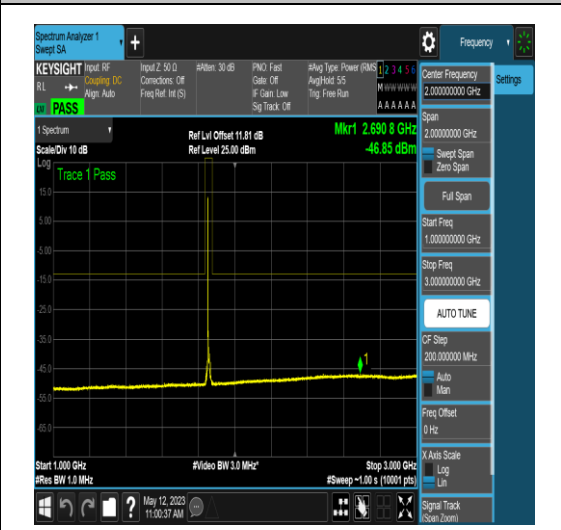 Spectrum Analyzer 1
Swept SA
+
Frequency
KEYSIGHT
RL
PASS
Input: RF
Coupling: DC
Align: Auto
Input Z: 50 Ω
Corrections: Off
Freq Ref: Int (S)
#Atten: 30 dB
PNO: Fast
Gate: Off
IF Gain: Low
Sig Track: Off
#Avg Type: Power (RMS
Avg|Hold: 5/5
Trig: Free Run
1 2 3 4 5 6
M W W W W W
A A A A A A
Center Frequency
2.000000000 GHz
Settings
Span
2.00000000 GHz
Swept Span
Zero Span
Full Span
Start Freq
1.000000000 GHz
Stop Freq
3.000000000 GHz
AUTO TUNE
CF Step
200.000000 MHz
Auto
Man
Freq Offset
0 Hz
X Axis Scale
Log
Lin
Signal Track
(Span Zoom)
1 Spectrum
Scale/Div 10 dB
Ref Lvl Offset 11.81 dB
Ref Level 25.00 dBm
Mkr1 2.690 8 GHz
-46.85 dBm
Log
Trace 1 Pass
15.0
5.00
-5.00
-15.0
-25.0
-35.0
-45.0
-55.0
-65.0
1
Start 1.000 GHz
#Res BW 1.0 MHz
#Video BW 3.0 MHz*
Stop 3.000 GHz
#Sweep ~1.00 s (10001 pts)
?
May 12, 2023
11:00:37 AM